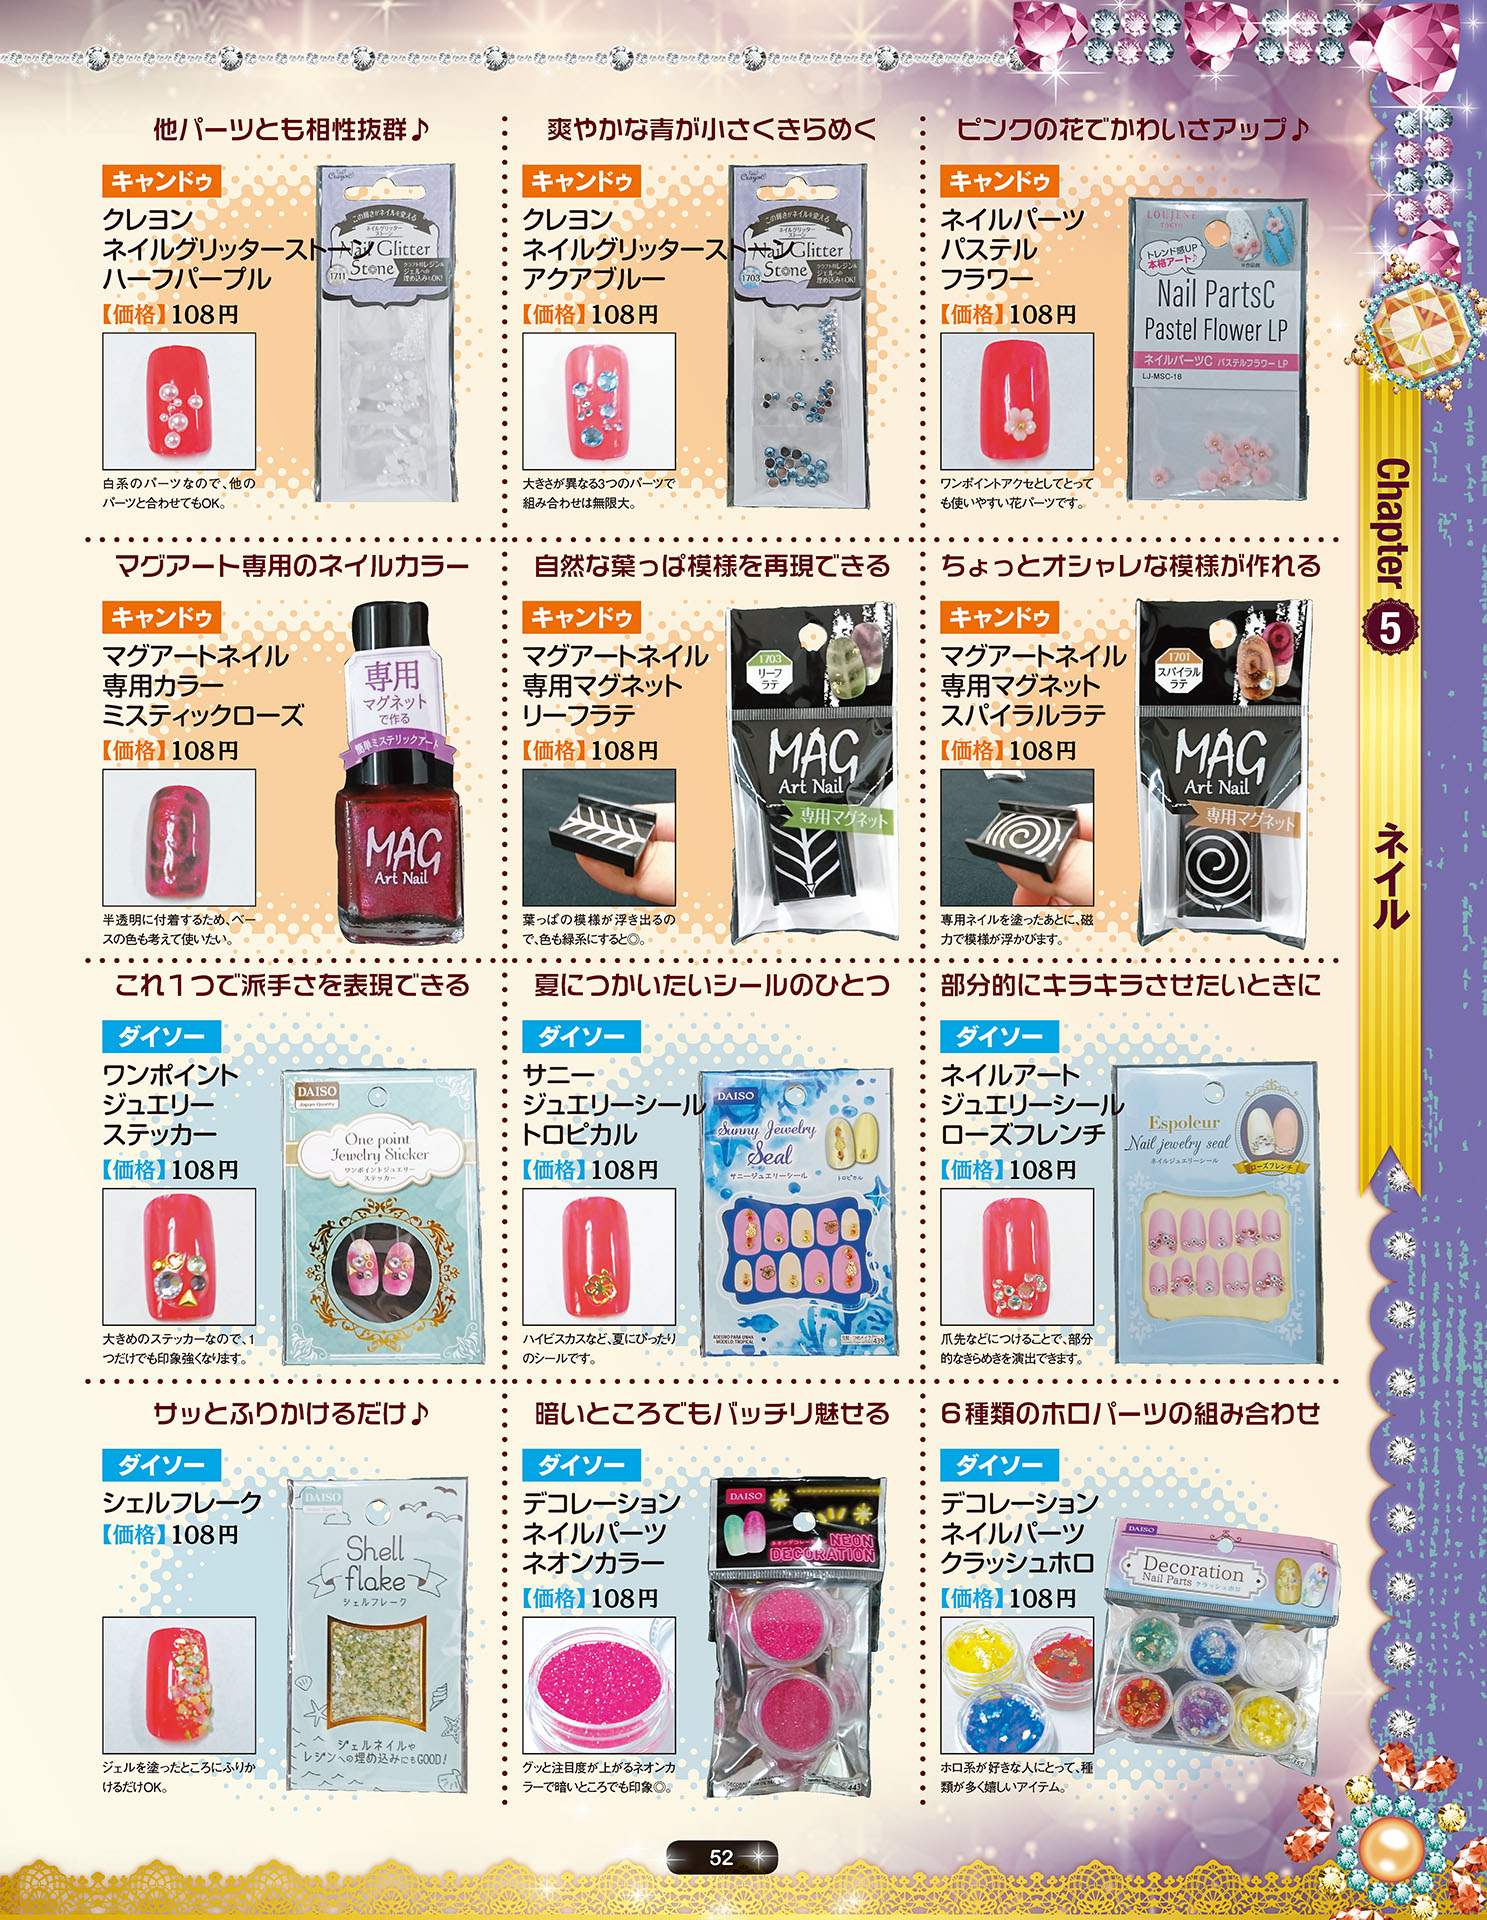 他パーツとも相性抜群♪
キャンドゥ
クレヨン
ネイルグリッターストーン
ハーフパープル
【価格】108円
白系のパーツなので、他の
パーツと合わせてもOK。
この輝きがネイルを変える
ネイルグリッター
ストーン
Nail Glitter
Stone
1711
爽やかな青が小さくきらめく
キャンドゥ
クレヨン
ネイルグリッターストーン
アクアブルー
【価格】108円
大きさが異なる3つのパーツで
組み合わせは無限大。
この輝きがネイルを変える
ネイルグリッター
ストーン
Nail Glitter
Stone
1703
ピンクの花でかわいさアップ♪
キャンドゥ
ネイルパーツ
パステル
フラワー
【価格】108円
ワンポイントアクセとしてとって
も使いやすい花パーツです。
LOUJENE
TOKYO
トレンド感UP
本格アート♪
Nail PartsC
Pastel Flower LP
ネイルパーツC パステルフラワー LP
LJ-MSC-18
マグアート専用のネイルカラー
キャンドゥ
マグアートネイル
専用カラー
ミスティックローズ
【価格】108円
半透明に付着するため、ベー
スの色も考えて使いたい。
専用
マグネット
で作る
簡単ミステリックアート
MAG
Art Nail
自然な葉っぱ模様を再現できる
キャンドゥ
マグアートネイル
専用マグネット
リーフラテ
【価格】108円
葉っぱの模様が浮き出るの
で、色も緑系にすると◎。
1703
リーフ
ラテ
MAG
Art Nail
専用マグネット
ちょっとオシャレな模様が作れる
キャンドゥ
マグアートネイル
専用マグネット
スパイラルラテ
【価格】108円
専用ネイルを塗ったあとに、磁
力で模様が浮かびます。
1701
スパイラル
ラテ
MAG
Art Nail
専用マグネット
これ1つで派手さを表現できる
ダイソー
ワンポイント
ジュエリー
ステッカー
【価格】108円
大きめのステッカーなので、1
つだけでも印象強くなります。
DAISO
Japan Quality
One point
Jewelry Sticker
ワンポイントジュエリー
ステッカー
夏につかいたいシールのひとつ
ダイソー
サニー
ジュエリーシール
トロピカル
【価格】108円
ハイビスカスなど、夏にぴったり
のシールです。
DAISO
Sunny Jewelry
Seal
サニージュエリーシール
トロピカル
ADESIVO PARA UNHA
- MODELO: TROPICAL
439
部分的にキラキラさせたいときに
ダイソー
ネイルアート
ジュエリーシール
ローズフレンチ
【価格】108円
爪先などにつけることで、部分
的なきらめきを演出できます。
Espoleur
Nail jewelry seal
ネイルジュエリーシール
ローズフレンチ
サッとふりかけるだけ♪
ダイソー
シェルフレーク
【価格】108円
ジェルを塗ったところにふりか
けるだけOK。
DAISO
Shell
flake
シェルフレーク
ジェルネイルや
レジンへの埋め込みにもGOOD!
暗いところでもバッチリ魅せる
ダイソー
デコレーション
ネイルパーツ
ネオンカラー
【価格】108円
グッと注目度が上がるネオンカ
ラーで暗いところでも印象◎。
DAISO
NEON
DECORATION
443
6種類のホロパーツの組み合わせ
ダイソー
デコレーション
ネイルパーツ
クラッシュホロ
【価格】108円
ホロ系が好きな人にとって、種
類が多く嬉しいアイテム。
DAISO
Decoration
Nail Parts クラッシュホロ
Chapter 5 ネイル
52